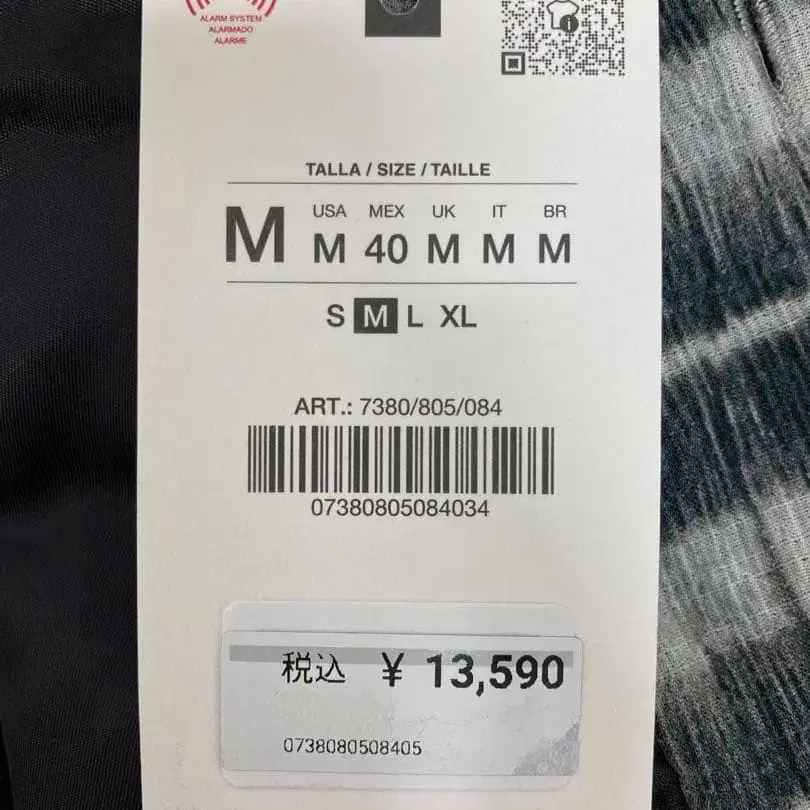 ALARM SYSTEM
ALARMADO
ALARME
TALLA / SIZE / TAILLE
M
USA MEX UK IT BR
M 40 M M M
S M L XL
ART.: 7380/805/084
07380805084034
税込 ¥ 13,590
0738080508405